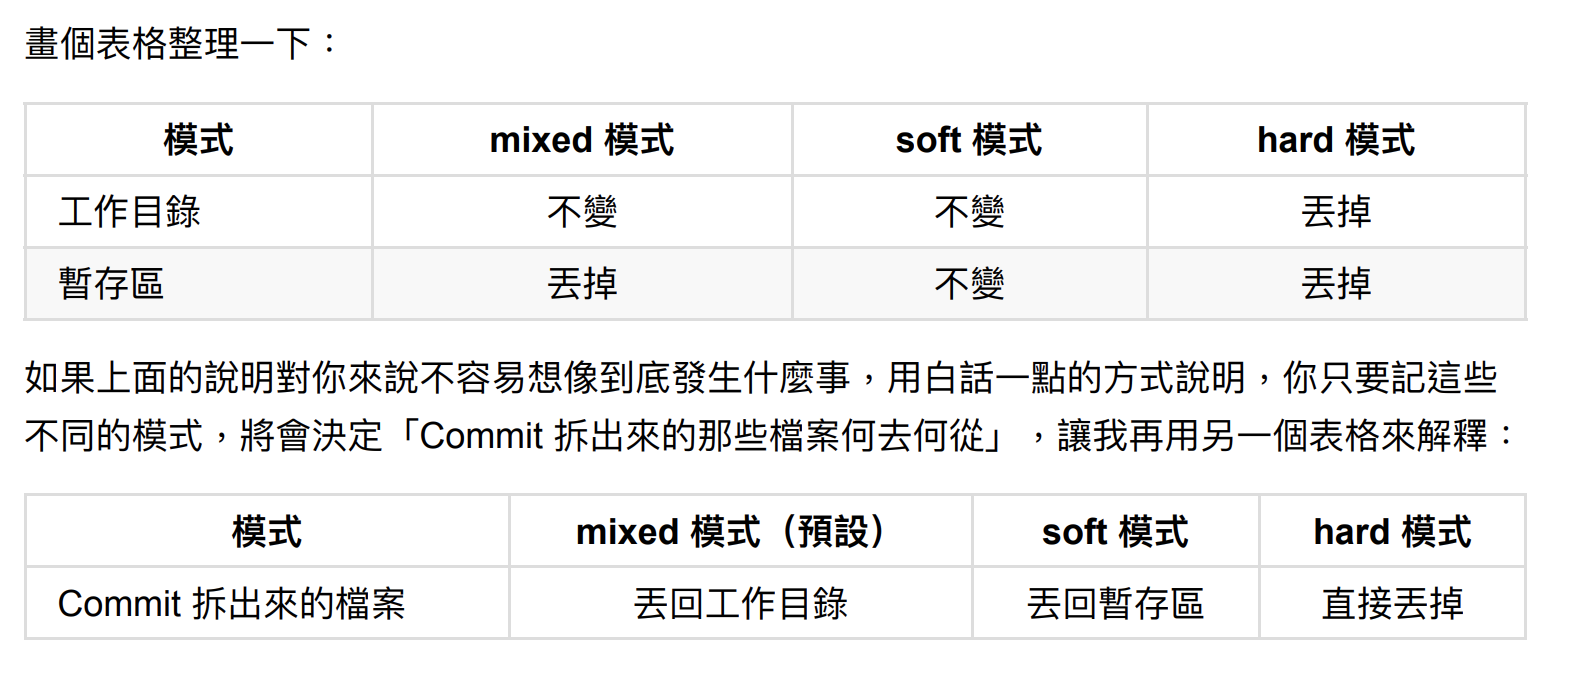 畫個表格整理一下：
模式 mixed 模式 soft 模式 hard 模式
工作目錄 不變 不變 丟掉
暫存區 丟掉 不變 丟掉
如果上面的說明對你來說不容易想像到底發生什麼事，用白話一點的方式說明，你只要記這些
不同的模式，將會決定「Commit 拆出來的那些檔案何去何從」，讓我再用另一個表格來解釋：
模式 mixed 模式（預設） soft 模式 hard 模式
Commit 拆出來的檔案 丟回工作目錄 丟回暫存區 直接丟掉